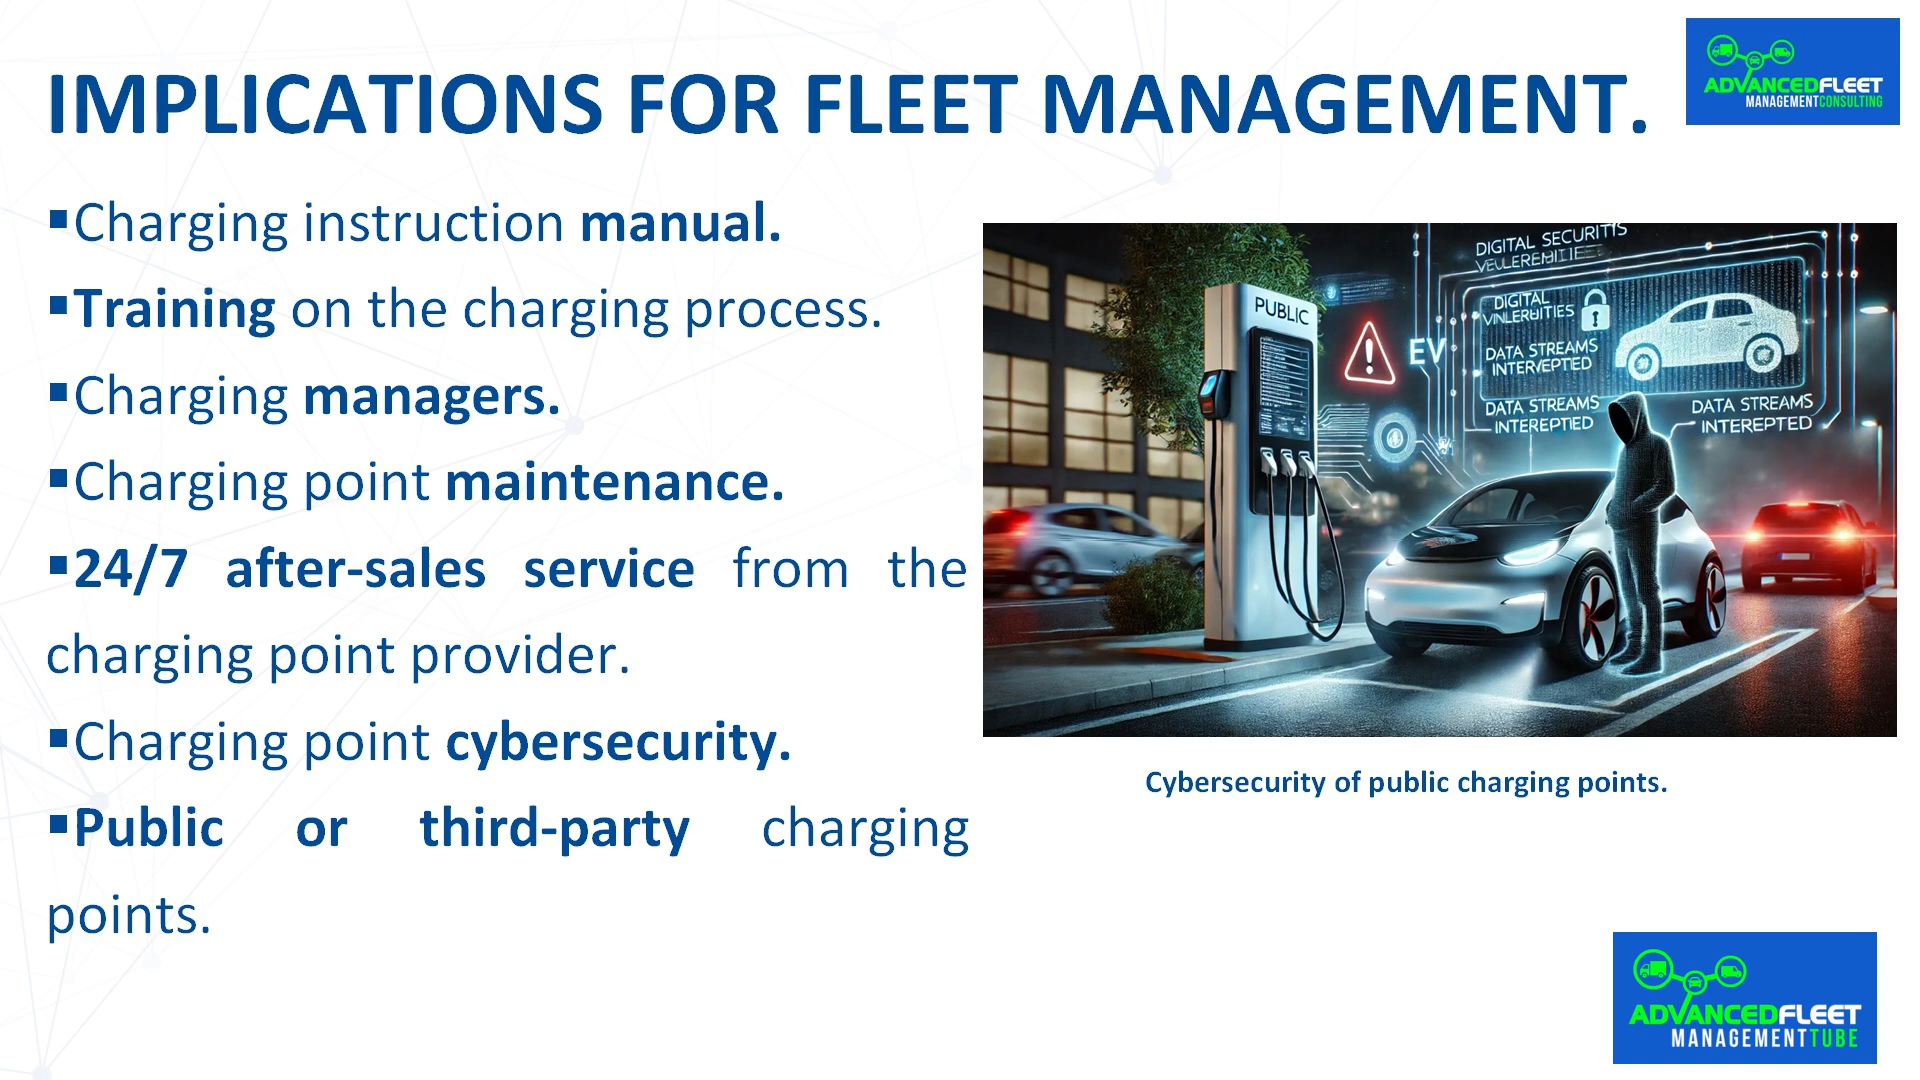 IMPLICATIONS FOR FLEET MANAGEMENT.
ADVANCEDFLEET
MANAGEMENTCONSULTING
▪Charging instruction manual.
▪Training on the charging process.
▪Charging managers.
▪Charging point maintenance.
▪24/7 after-sales service from the
charging point provider.
▪Charging point cybersecurity.
▪Public or third-party charging
points.
DIGITAL SECURITIS
PUBLIC
EV
DIGITAL
DATA STREAMS
DATA STREAMS
INTEREPTIED
DATA STREAMS
INTEREPTED
Cybersecurity of public charging points.
ADVANCEDFLEET
MANAGEMENTTUBE